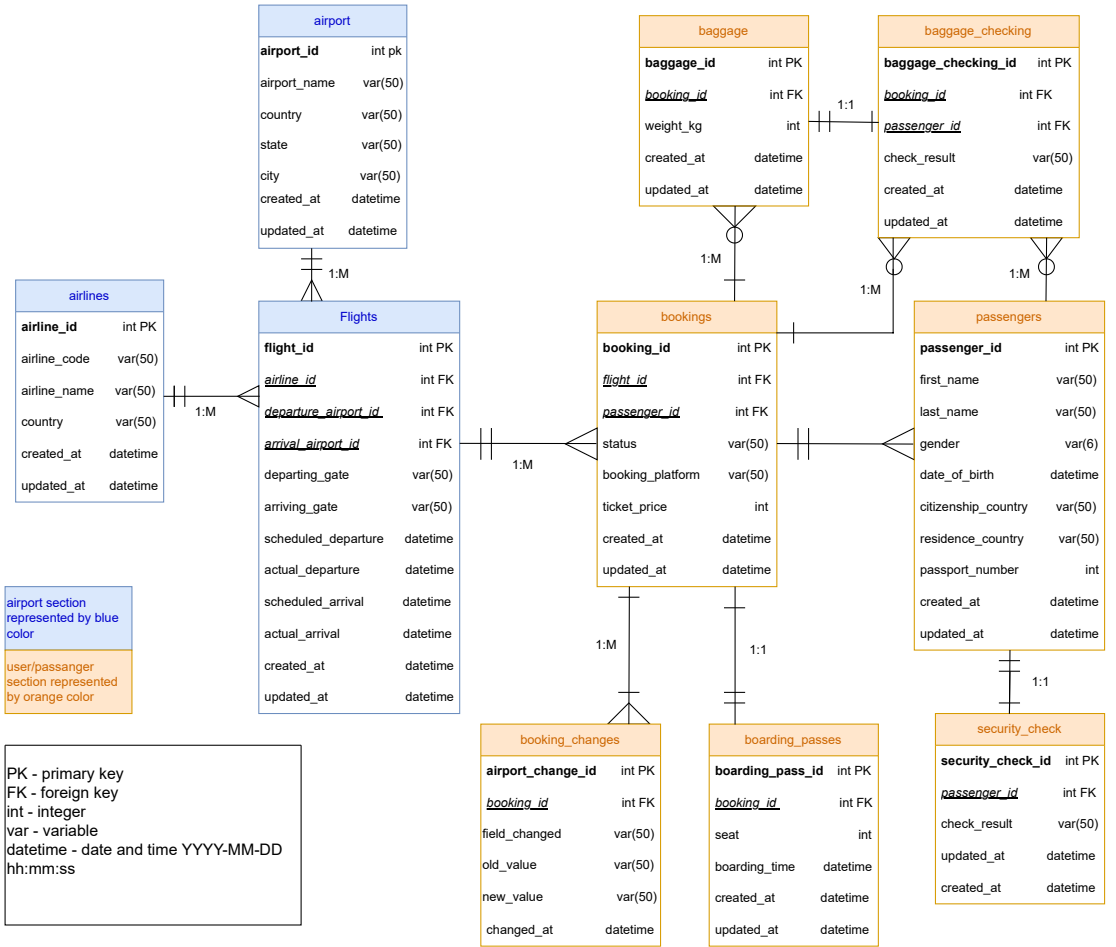 airport
airport_id int pk
airport_name var(50)
country var(50)
state var(50)
city var(50)
created_at datetime
updated_at datetime
baggage
baggage_id int PK
booking_id int FK
weight_kg int
created_at datetime
updated_at datetime
1:1
baggage_checking
baggage_checking_id int PK
booking_id int FK
passenger_id int FK
check_result var(50)
created_at datetime
updated_at datetime
1:M
1:M
1:M
1:M
airlines
airline_id int PK
airline_code var(50)
airline_name var(50)
country var(50)
created_at datetime
updated_at datetime
1:M
Flights
flight_id int PK
airline_id int FK
departure_airport_id int FK
arrival_airport_id int FK
departing_gate var(50)
arriving_gate var(50)
scheduled_departure datetime
actual_departure datetime
scheduled_arrival datetime
actual_arrival datetime
created_at datetime
updated_at datetime
1:M
bookings
booking_id int PK
flight_id int FK
passenger_id int FK
status var(50)
booking_platform var(50)
ticket_price int
created_at datetime
updated_at datetime
passengers
passenger_id int PK
first_name var(50)
last_name var(50)
gender var(6)
date_of_birth datetime
citizenship_country var(50)
residence_country var(50)
passport_number int
created_at datetime
updated_at datetime
airport section
represented by blue
color
user/passanger
section represented
by orange color
1:M
1:1
1:1
booking_changes
airport_change_id int PK
booking_id int FK
field_changed var(50)
old_value var(50)
new_value var(50)
changed_at datetime
boarding_passes
boarding_pass_id int PK
booking_id int FK
seat int
boarding_time datetime
created_at datetime
updated_at datetime
security_check
security_check_id int PK
passenger_id int FK
check_result var(50)
updated_at datetime
created_at datetime
PK - primary key
FK - foreign key
int - integer
var - variable
datetime - date and time YYYY-MM-DD
hh:mm:ss